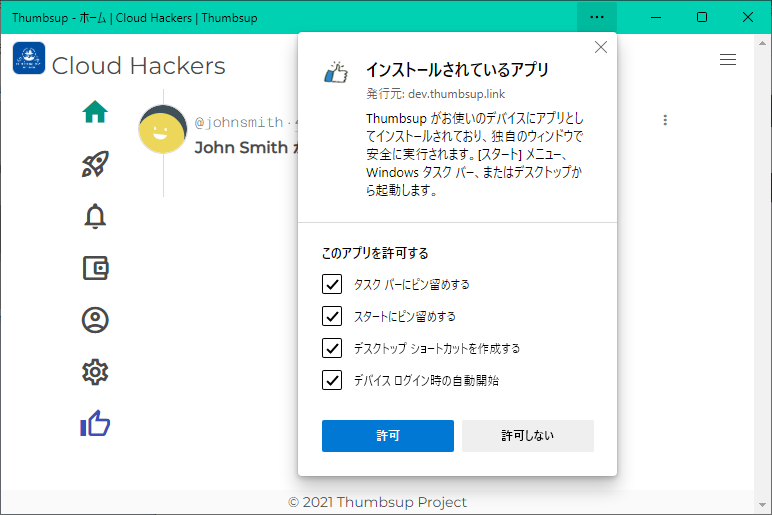 Thumbsup - ホーム | Cloud Hackers | Thumbsup
Cloud Hackers
@johnsmith ·
John Smith
インストールされているアプリ
発行元: dev.thumbsup.link
Thumbsup がお使いのデバイスにアプリとし
てインストールされており、独自のウィンドウで
安全に実行されます。[スタート] メニュー、
Windows タスク バー、またはデスクトップか
ら起動します。
このアプリを許可する
タスク バーにピン留めする
スタートにピン留めする
デスクトップ ショートカットを作成する
デバイス ログイン時の自動開始
許可
許可しない
© 2021 Thumbsup Project